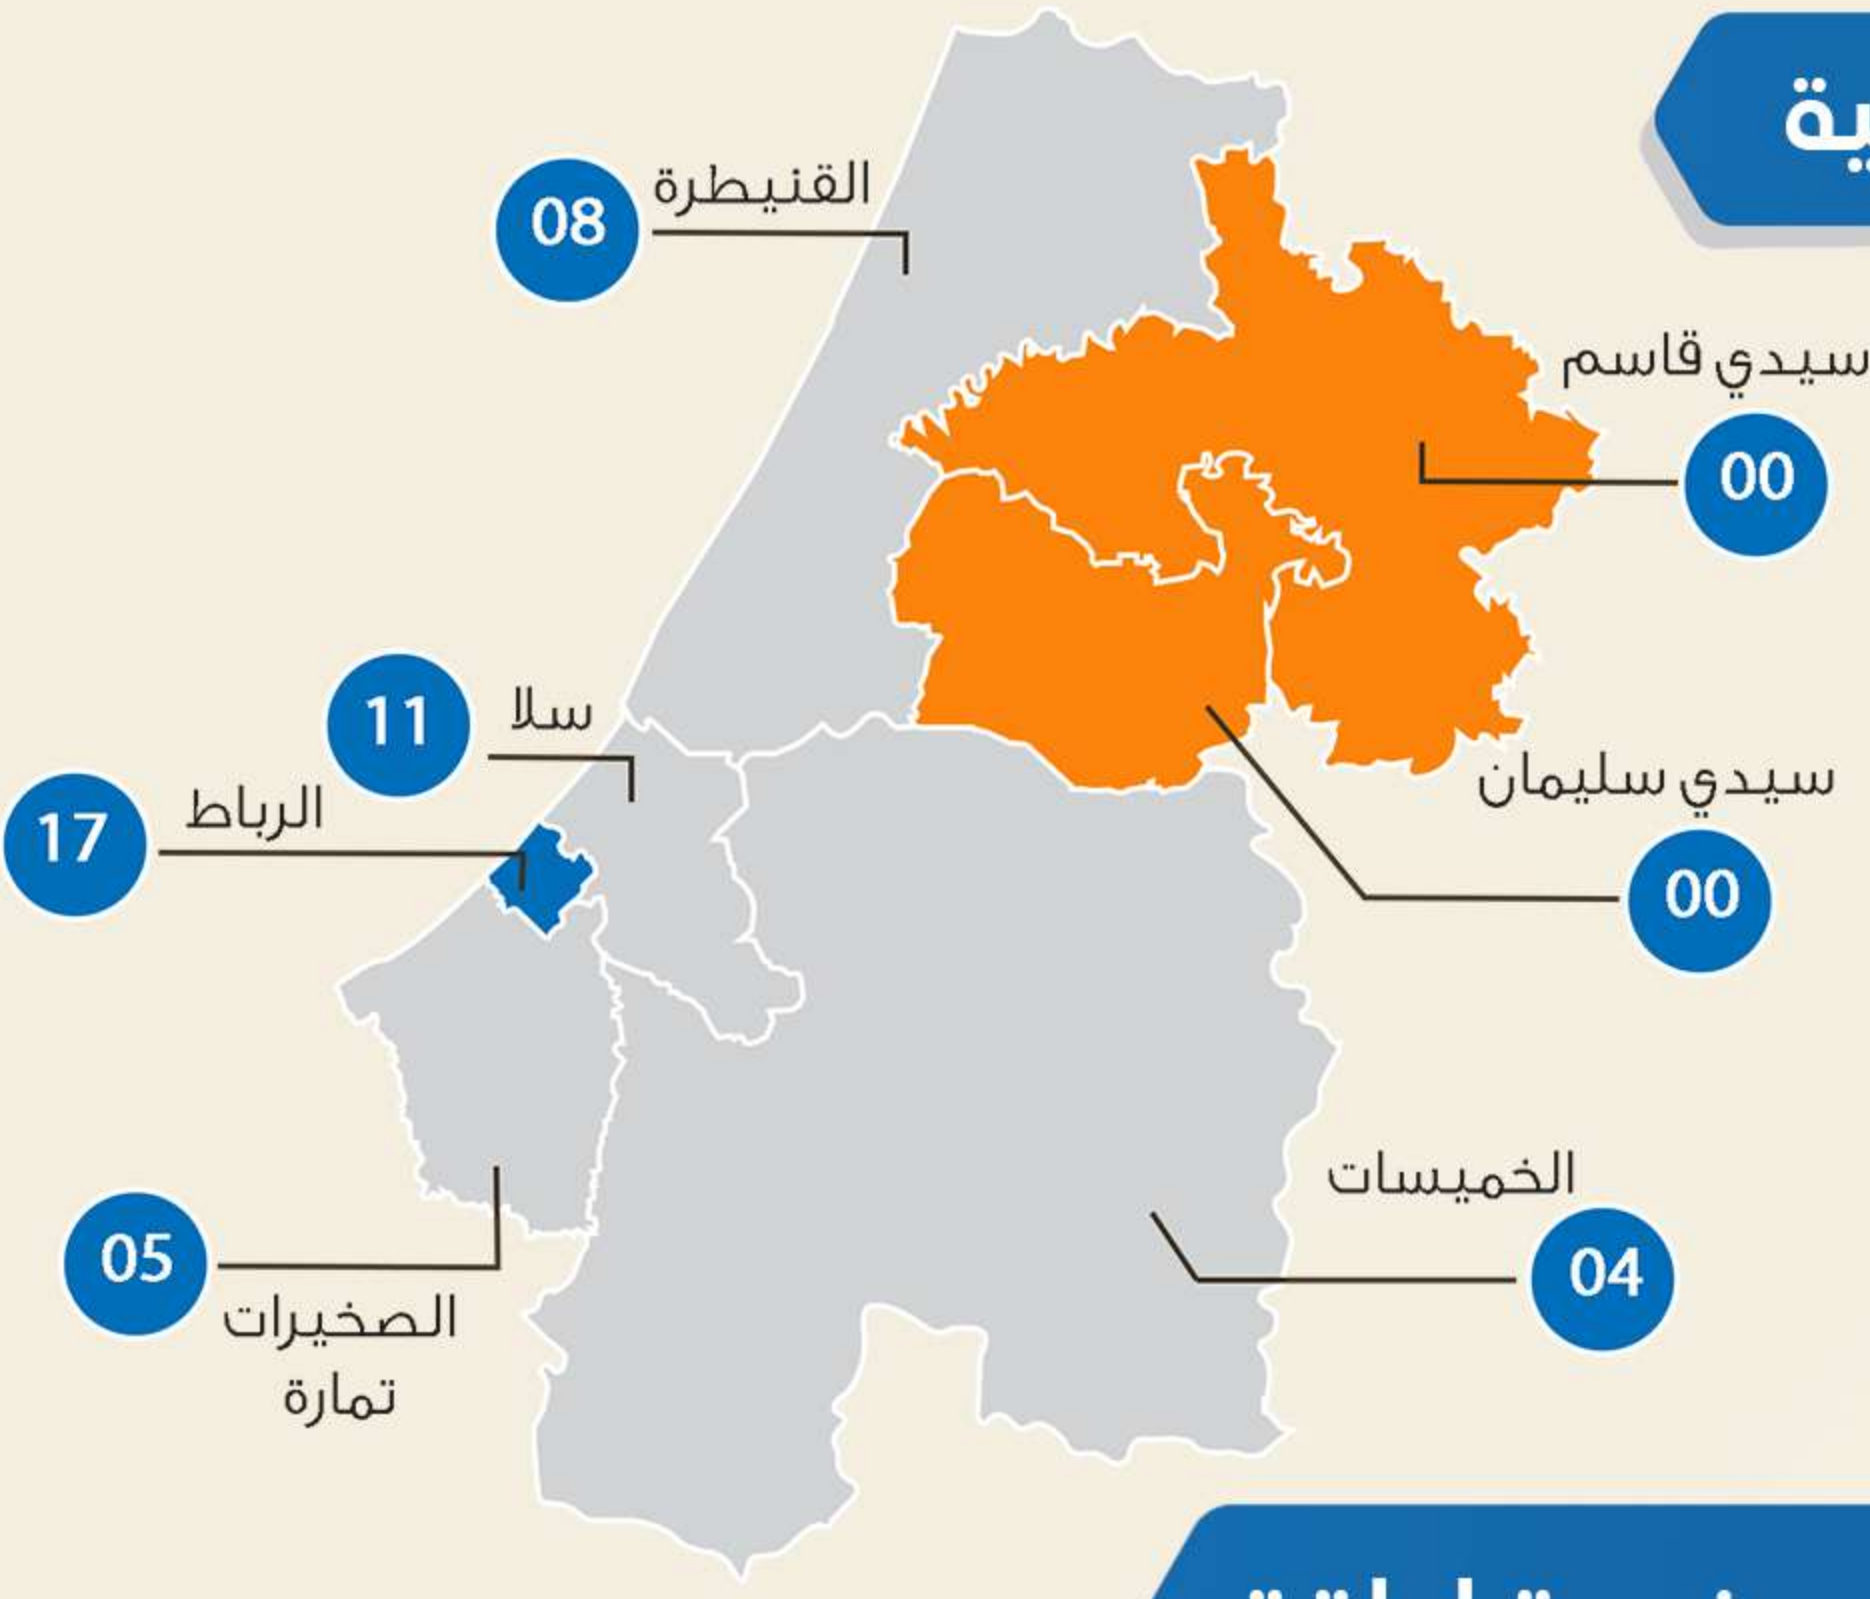 القنيطرة
08
سيدي قاسم
00
سلا
11
الرباط
17
سيدي سليمان
00
الخميسات
04
05
الصخيرات
تمارة